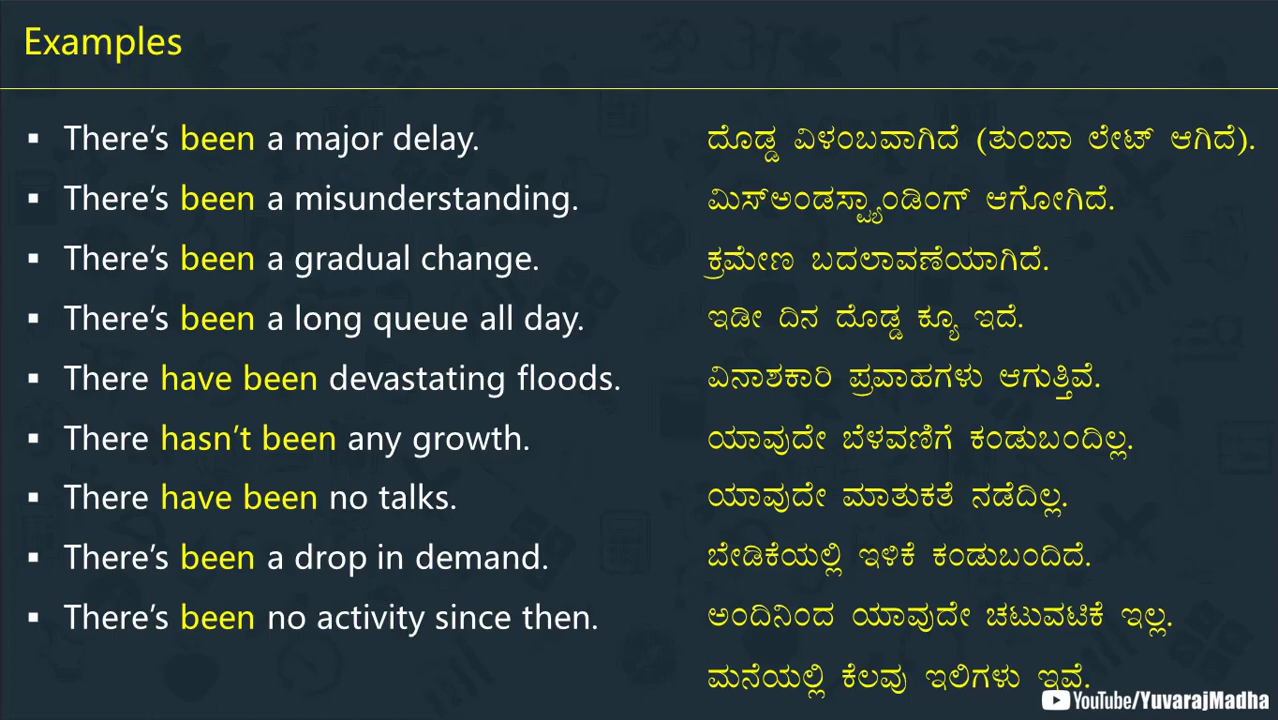 Examples
▪ There’s been a major delay. ದೊಡ್ಡ ವಿಳಂಬವಾಗಿದೆ (ತುಂಬಾ ಲೇಟ್ ಆಗಿದೆ).
▪ There’s been a misunderstanding. ಮಿಸ್ಅಂಡಸ್ಟ್ಯಾಂಡಿಂಗ್ ಆಗೋಗಿದೆ.
▪ There’s been a gradual change. ಕ್ರಮೇಣ ಬದಲಾವಣೆಯಾಗಿದೆ.
▪ There’s been a long queue all day. ಇಡೀ ದಿನ ದೊಡ್ಡ ಕ್ಯೂ ಇದೆ.
▪ There have been devastating floods. ವಿನಾಶಕಾರಿ ಪ್ರವಾಹಗಳು ಆಗುತ್ತಿವೆ.
▪ There hasn’t been any growth. ಯಾವುದೇ ಬೆಳವಣಿಗೆ ಕಂಡುಬಂದಿಲ್ಲ.
▪ There have been no talks. ಯಾವುದೇ ಮಾತುಕತೆ ನಡೆದಿಲ್ಲ.
▪ There’s been a drop in demand. ಬೇಡಿಕೆಯಲ್ಲಿ ಇಳಿಕೆ ಕಂಡುಬಂದಿದೆ.
▪ There’s been no activity since then. ಅಂದಿನಿಂದ ಯಾವುದೇ ಚಟುವಟಿಕೆ ಇಲ್ಲ.
ಮನೆಯಲ್ಲಿ ಕೆಲವು ಇಲಿಗಳು ಇವೆ.
YouTube/YuvarajMadha